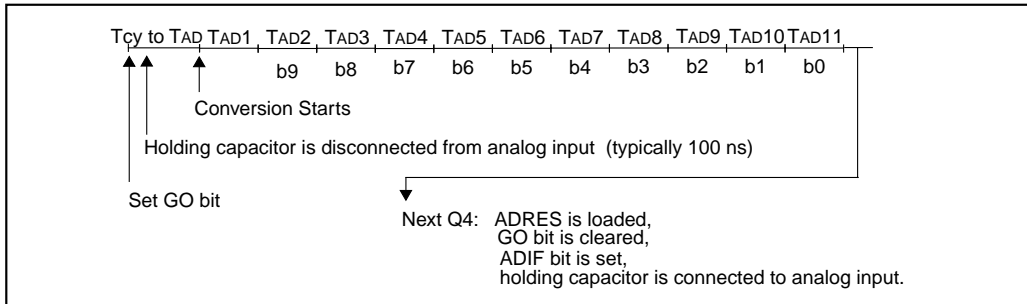 Tcy to TAD TAD1 TAD2 TAD3 TAD4 TAD5 TAD6 TAD7 TAD8 TAD9 TAD10 TAD11
b9 b8 b7 b6 b5 b4 b3 b2 b1 b0
Conversion Starts
Holding capacitor is disconnected from analog input (typically 100 ns)
Set GO bit
Next Q4: ADRES is loaded,
GO bit is cleared,
ADIF bit is set,
holding capacitor is connected to analog input.